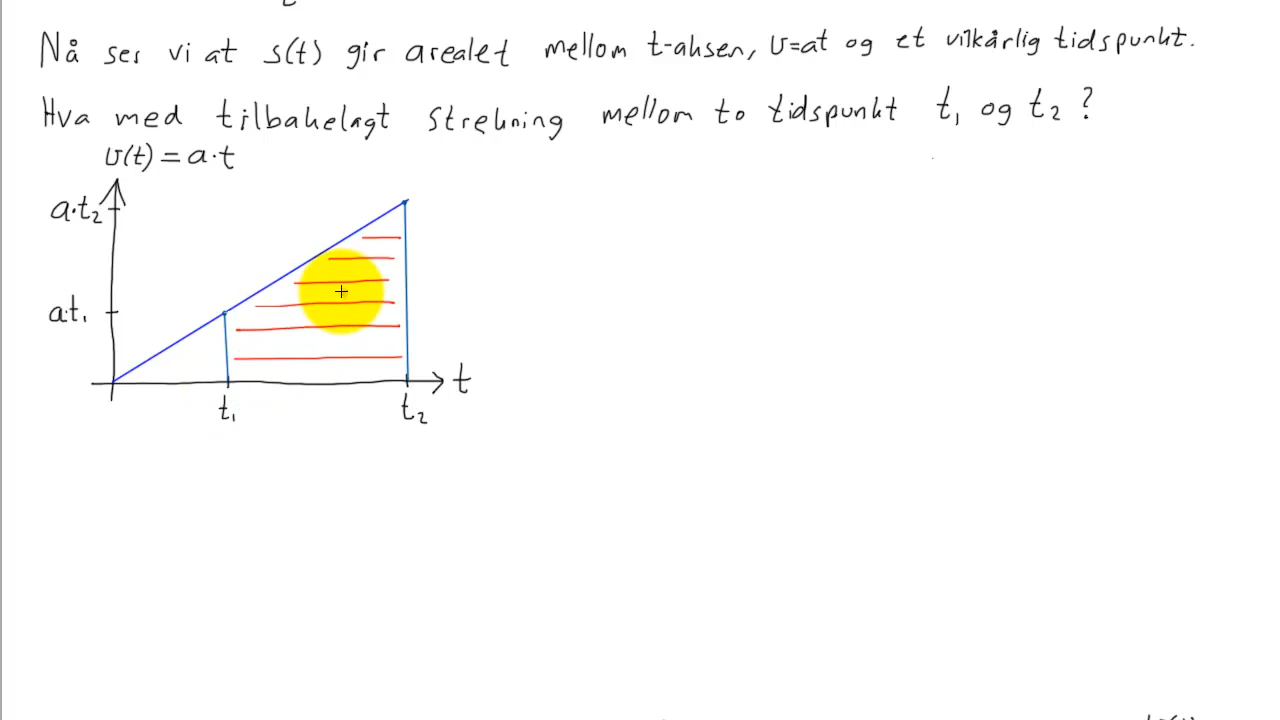 Nå ser vi at s(t) gir arealet mellom t-aksen, v=at og et vilkårlig tidspunkt.
Hva med tilbakelagt strekning mellom to tidspunkt t₁ og t₂ ?
v(t) = a·t
a·t₂
at₁
t
t₁
t₂